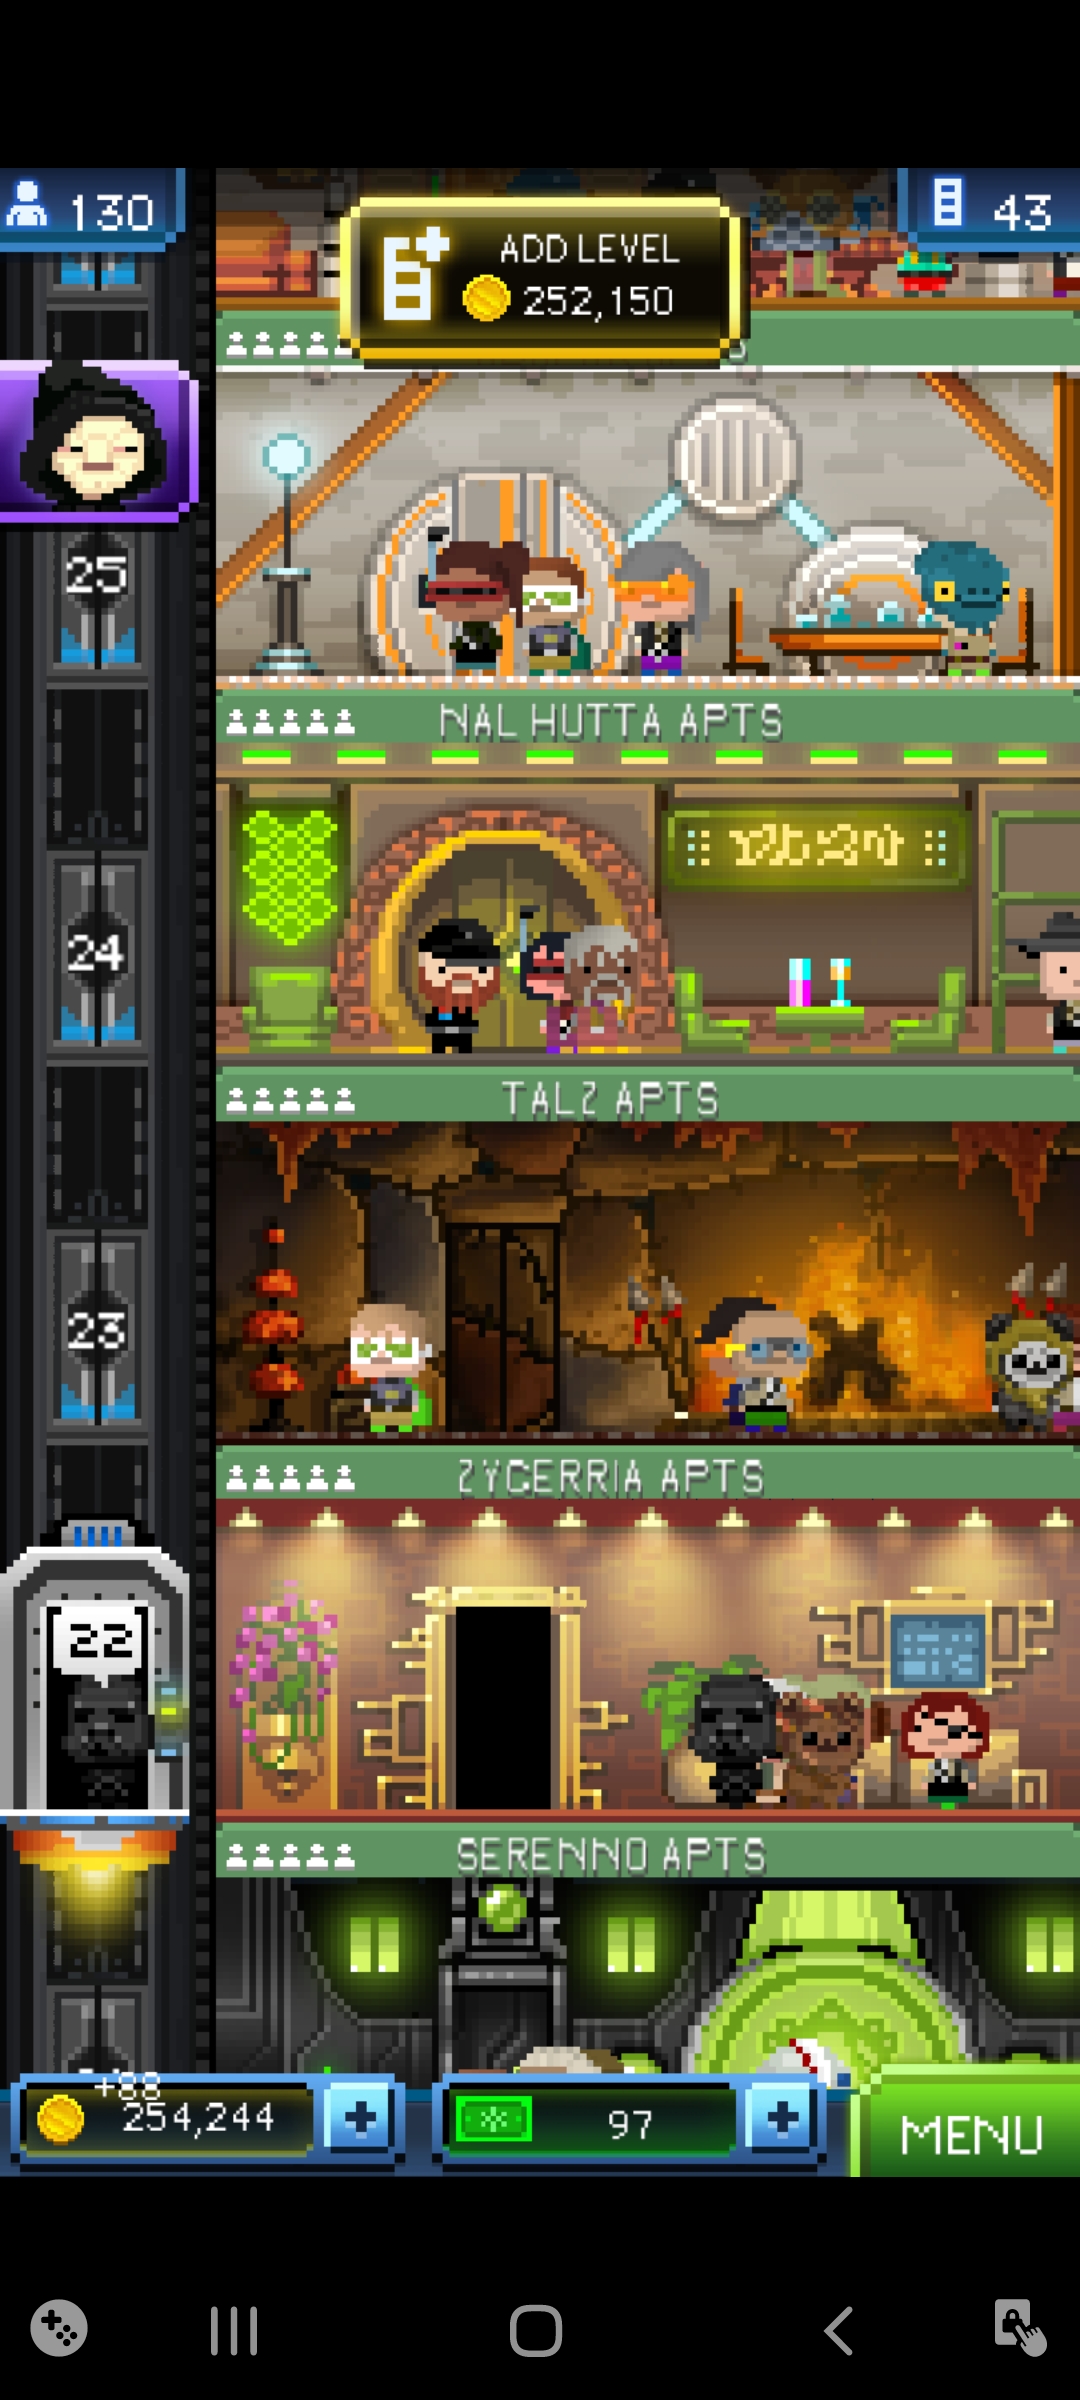 130
43
ADD LEVEL
252,150
25
NAL HUTTA APTS
24
TALZ APTS
23
ZYGERRIA APTS
22
SERENNO APTS
+88
254,244
97
MENU